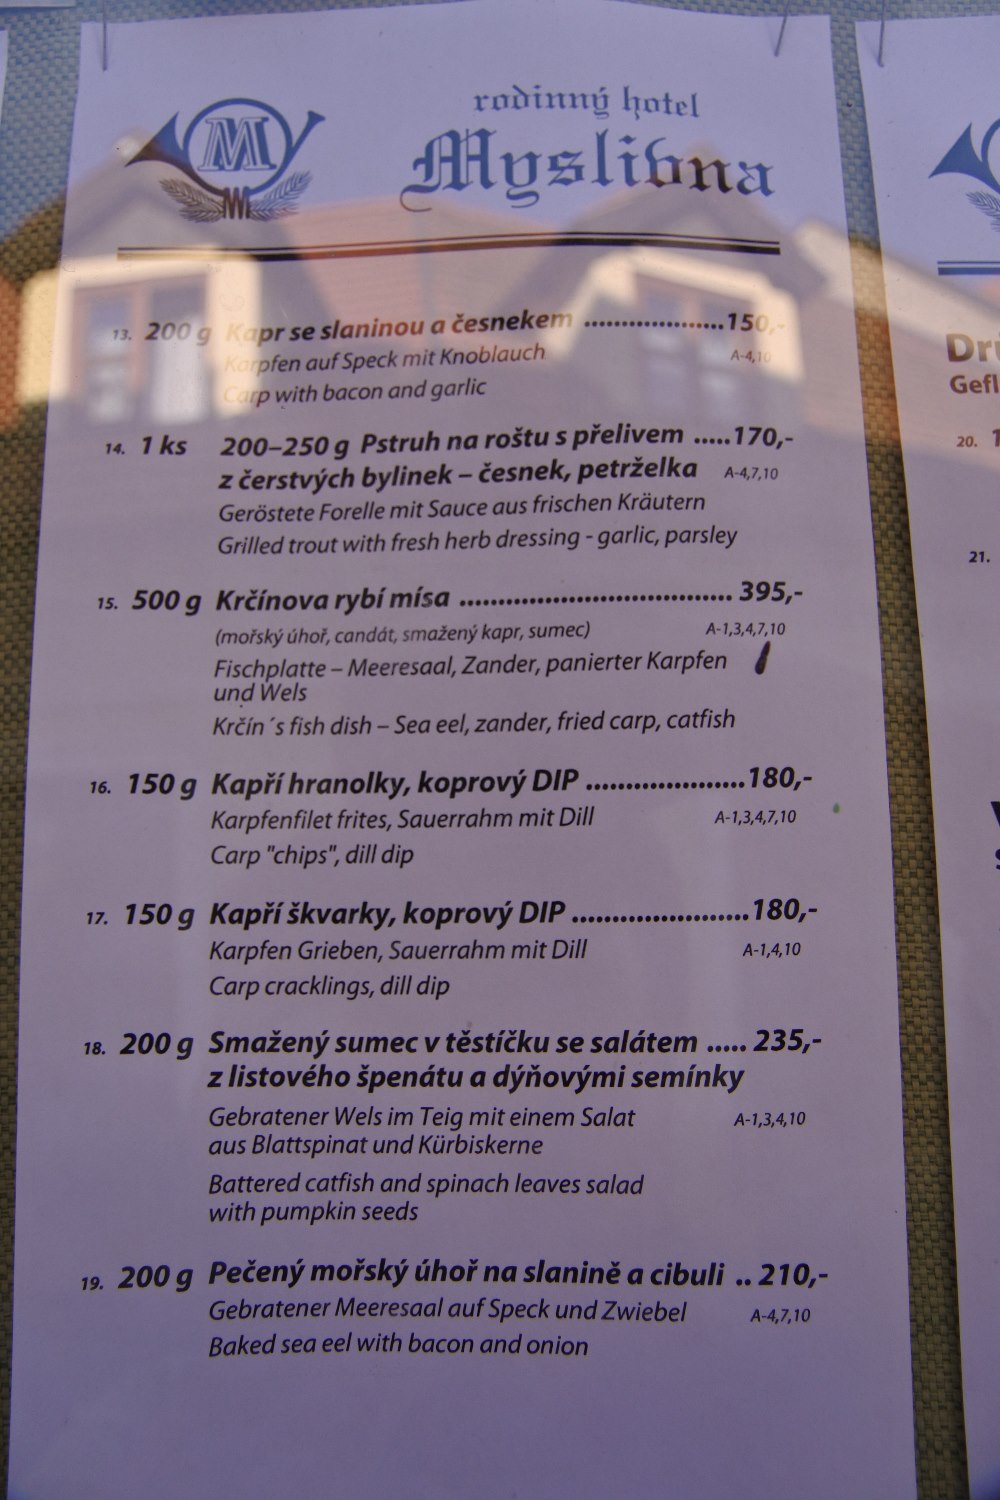 M
rodinný hotel
Myslivna
13. 200 g Kapr se slaninou a česnekem ...................150,-
Karpfen auf Speck mit Knoblauch A-4,10
Carp with bacon and garlic
14. 1 ks 200–250 g Pstruh na roštu s přelivem .....170,-
z čerstvých bylinek – česnek, petrželka A-4,7,10
Geröstete Forelle mit Sauce aus frischen Kräutern
Grilled trout with fresh herb dressing - garlic, parsley
15. 500 g Krčínova rybí mísa ................................... 395,-
(mořský úhoř, candát, smažený kapr, sumec) A-1,3,4,7,10
Fischplatte – Meeresaal, Zander, panierter Karpfen
und Wels
Krčín´s fish dish – Sea eel, zander, fried carp, catfish
16. 150 g Kapří hranolky, koprový DIP ....................180,-
Karpfenfilet frites, Sauerrahm mit Dill A-1,3,4,7,10
Carp "chips", dill dip
17. 150 g Kapří škvarky, koprový DIP ......................180,-
Karpfen Grieben, Sauerrahm mit Dill A-1,4,10
Carp cracklings, dill dip
18. 200 g Smažený sumec v těstíčku se salátem ..... 235,-
z listového špenátu a dýňovými semínky
Gebratener Wels im Teig mit einem Salat A-1,3,4,10
aus Blattspinat und Kürbiskerne
Battered catfish and spinach leaves salad
with pumpkin seeds
19. 200 g Pečený mořský úhoř na slanině a cibuli .. 210,-
Gebratener Meeresaal auf Speck und Zwiebel A-4,7,10
Baked sea eel with bacon and onion
20.
21.